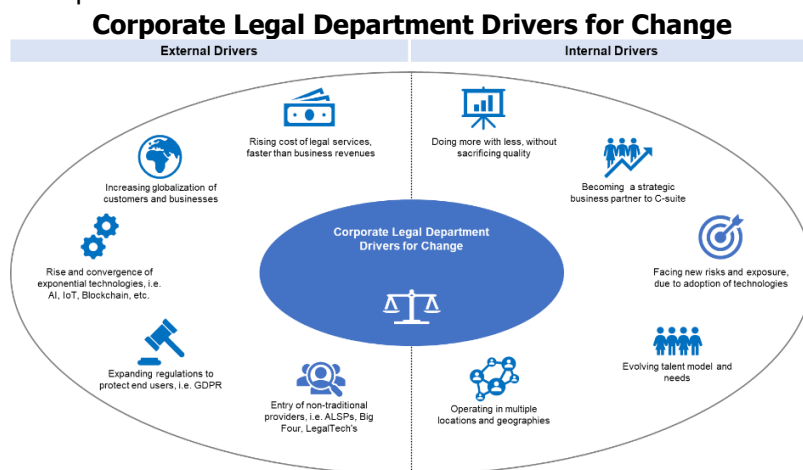 Corporate Legal Department Drivers for Change
External Drivers
Internal Drivers
Rising cost of legal services,
faster than business revenues
Doing more with less, without
sacrificing quality
Increasing globalization of
customers and businesses
Becoming a strategic
business partner to C-suite
Corporate Legal Department
Drivers for Change
Rise and convergence of
exponential technologies, i.e.
AI, IoT, Blockchain, etc.
Facing new risks and exposure,
due to adoption of technologies
Expanding regulations to
protect end users, i.e. GDPR
Evolving talent model and
needs
Entry of non-traditional
providers, i.e. ALSPs, Big
Four, LegalTech's
Operating in multiple
locations and geographies